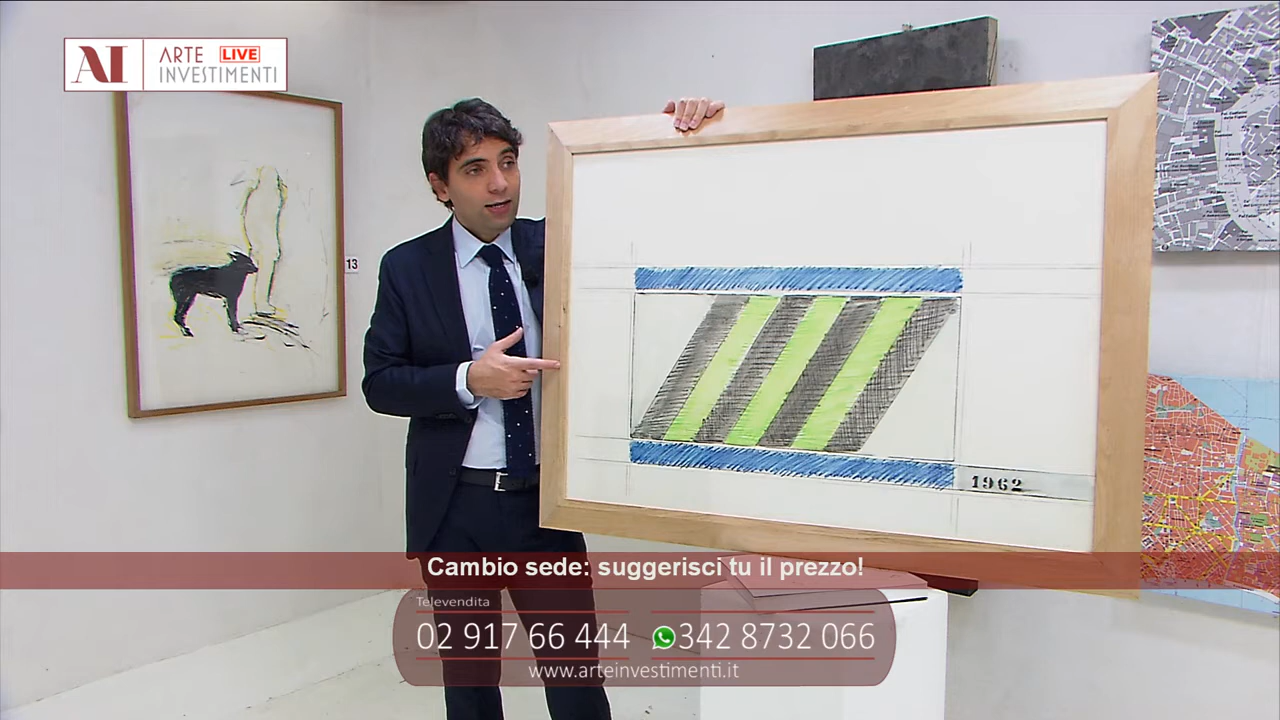 AI ARTE LIVE
INVESTIMENTI
13
1962
Cambio sede: suggerisci tu il prezzo!
Televendita
02 917 66 444 342 8732 066
www.arteinvestimenti.it